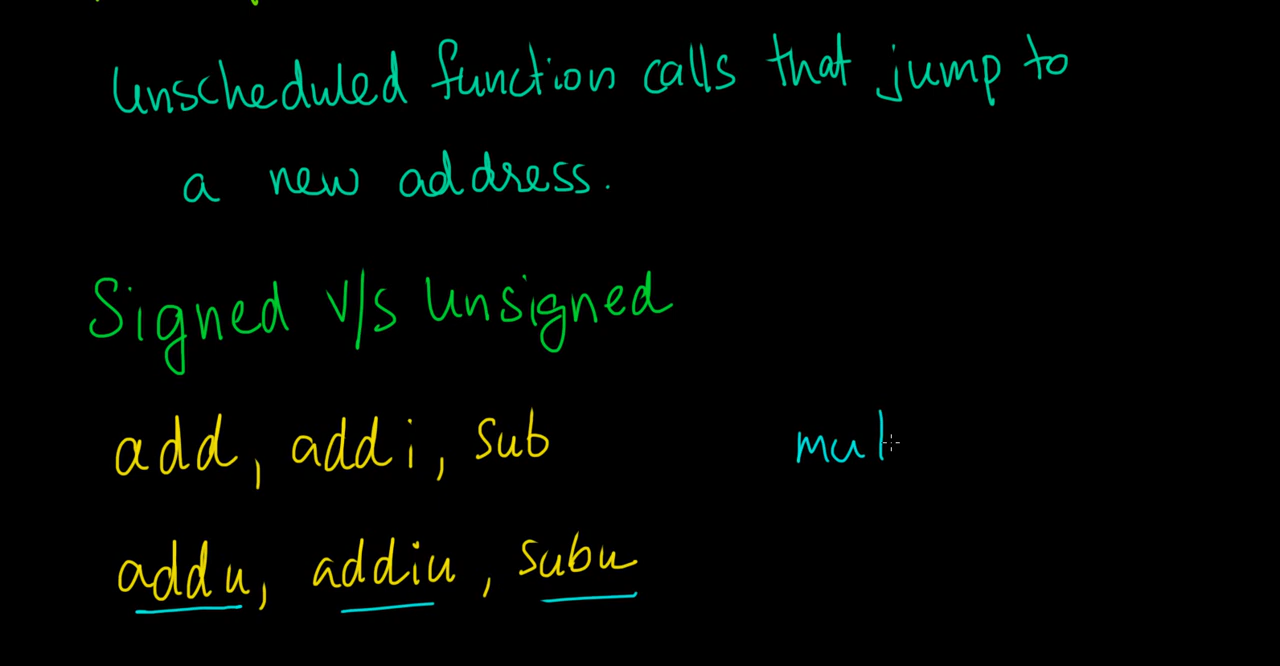 Unscheduled function calls that jump to
a new address.
Signed v/s Unsigned
add, addi, sub
mul
addu, addiu, subu